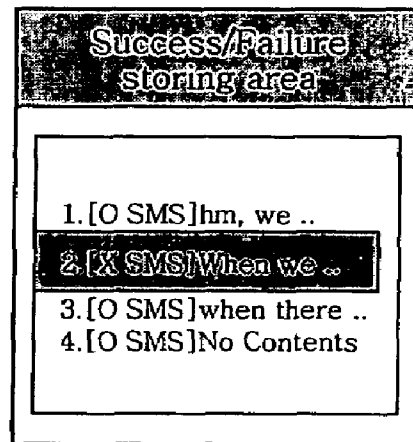 Success/Failure
storing area
1.[O SMS]hm, we ..
2.[X SMS]When we ..
3.[O SMS]when there ..
4.[O SMS]No Contents